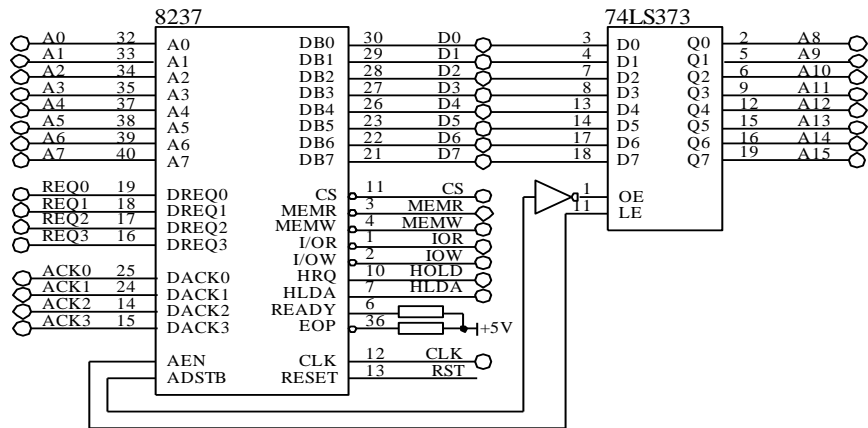 8237 74LS373
A0 32 A0 DB0 30 D0 3 D0 Q0 2 A8
A1 33 A1 DB1 29 D1 4 D1 Q1 5 A9
A2 34 A2 DB2 28 D2 7 D2 Q2 6 A10
A3 35 A3 DB3 27 D3 8 D3 Q3 9 A11
A4 37 A4 DB4 26 D4 13 D4 Q4 12 A12
A5 38 A5 DB5 23 D5 14 D5 Q5 15 A13
A6 39 A6 DB6 22 D6 17 D6 Q6 16 A14
A7 40 A7 DB7 21 D7 18 D7 Q7 19 A15
REQ0 19 DREQ0 CS 11 CS 1 OE
REQ1 18 DREQ1 MEMR 3 MEMR 11 LE
REQ2 17 DREQ2 MEMW 4 MEMW
REQ3 16 DREQ3 I/OR 1 IOR
I/OW 2 IOW
ACK0 25 DACK0 HRQ 10 HOLD
ACK1 24 DACK1 HLDA 7 HLDA
ACK2 14 DACK2 READY 6
ACK3 15 DACK3 EOP 36 +5V
AEN CLK 12 CLK
ADSTB RESET 13 RST